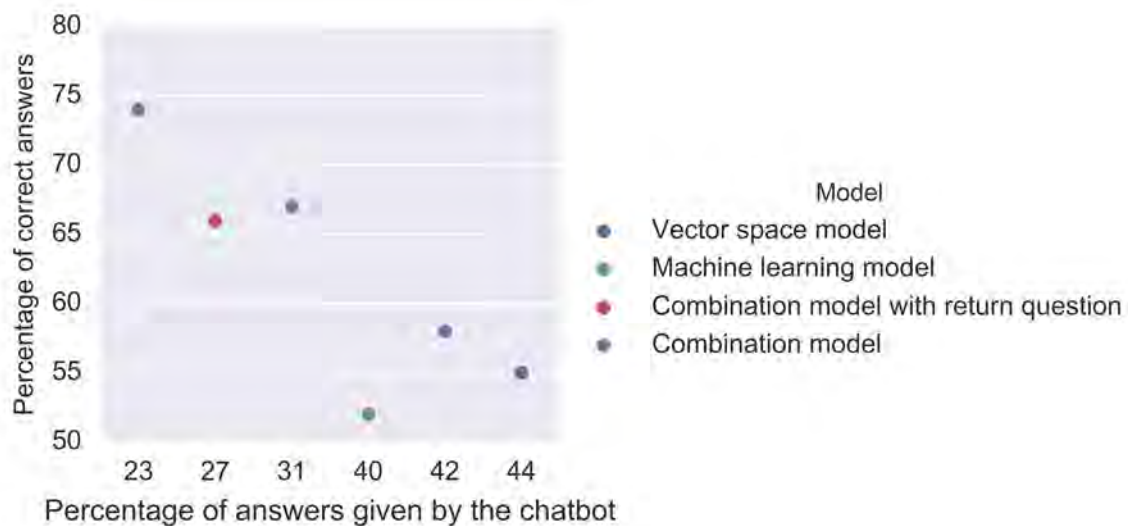 80
75
70
65
60
55
50
Percentage of correct answers
23 27 31 40 42 44
Percentage of answers given by the chatbot
Model
Vector space model
Machine learning model
Combination model with return question
Combination model